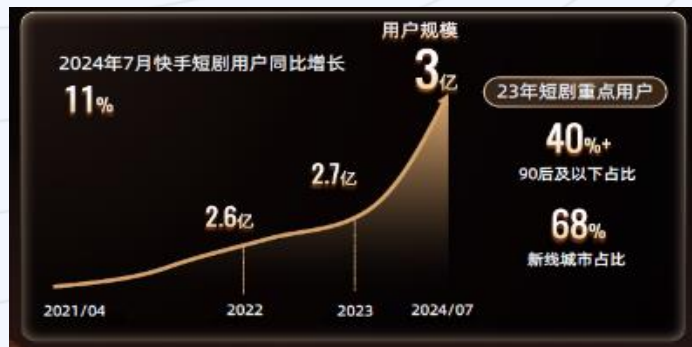 用户规模
3亿
2024年7月快手短剧用户同比增长
11%
2.7亿
2.6亿
2021/04
2022
2023
2024/07
23年短剧重点用户
40%+
90后及以下占比
68%
新线城市占比